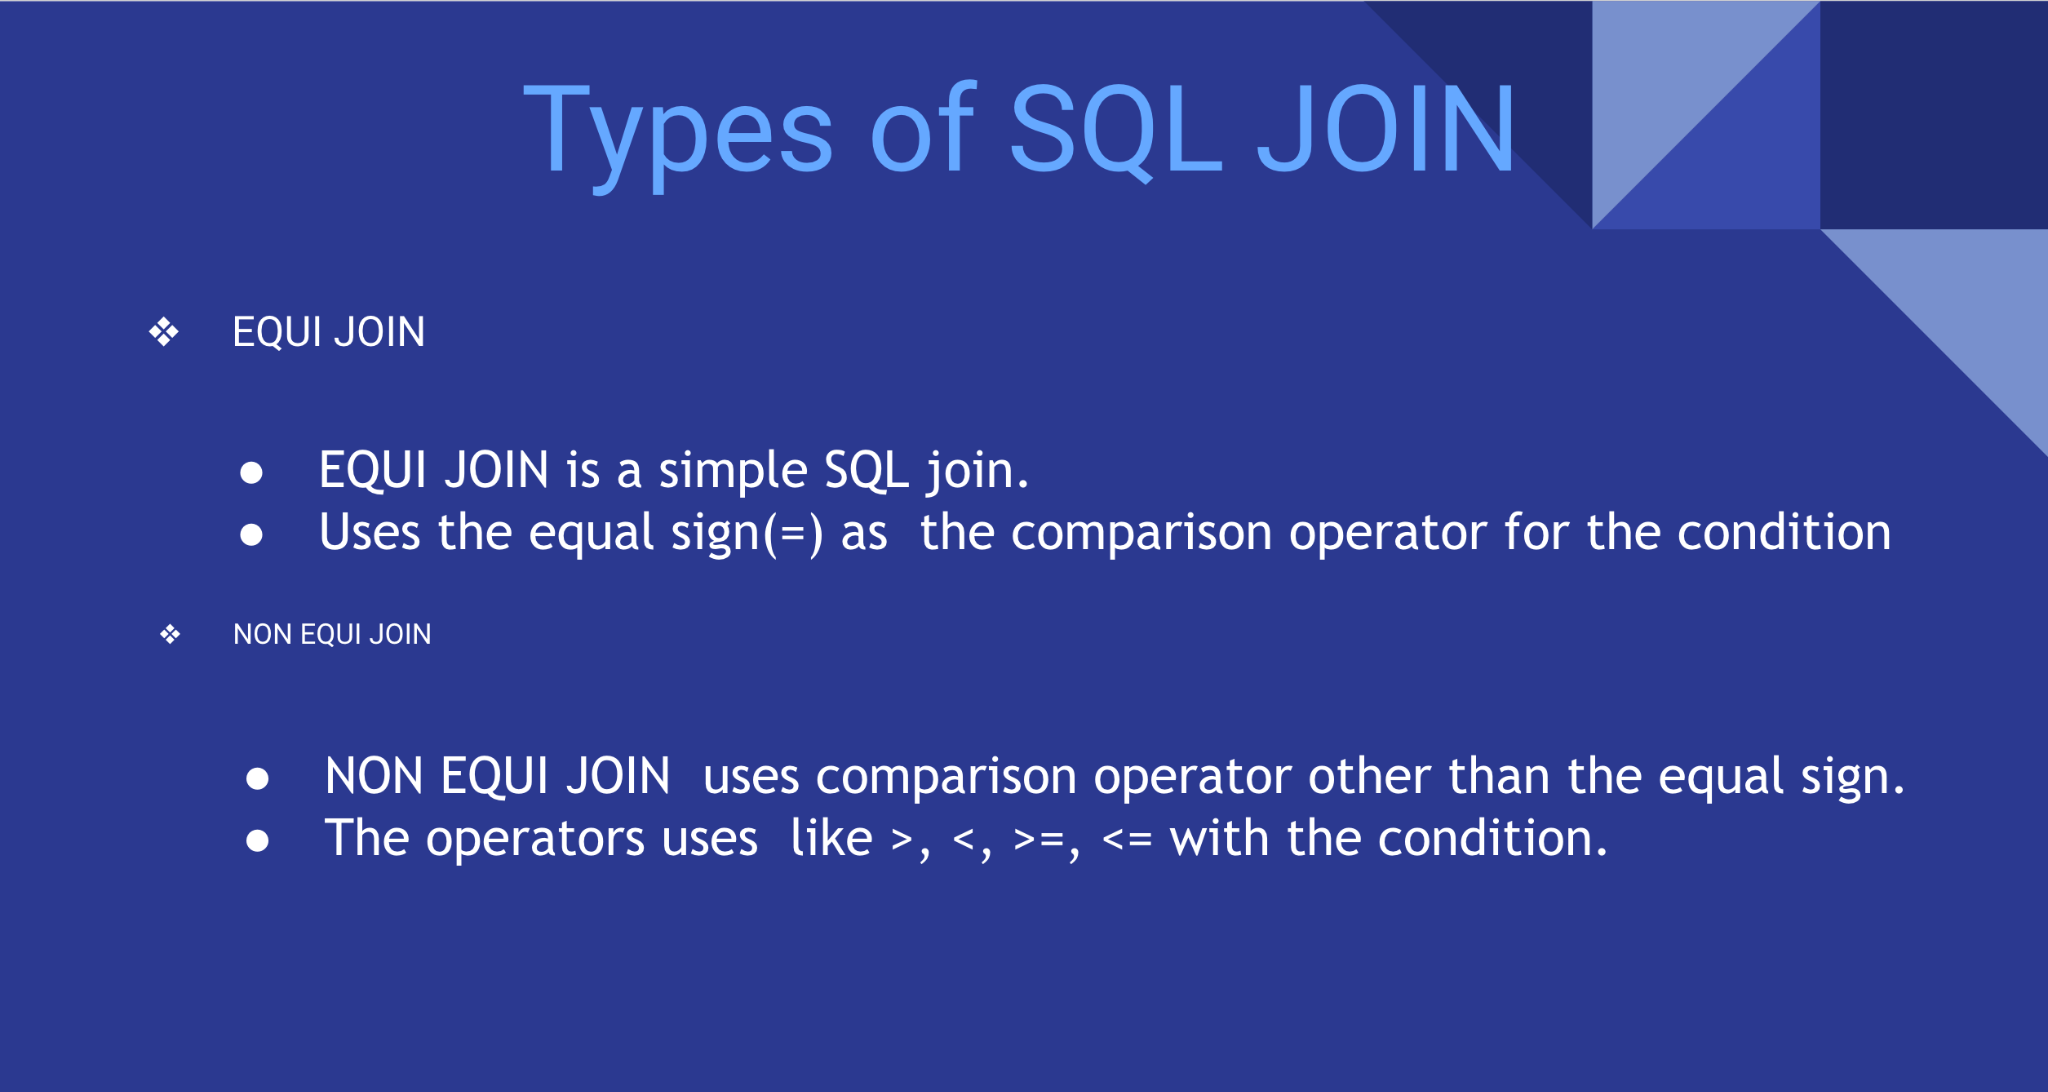 Types of SQL JOIN
❖ EQUI JOIN
● EQUI JOIN is a simple SQL join.
● Uses the equal sign(=) as  the comparison operator for the condition
❖ NON EQUI JOIN
● NON EQUI JOIN  uses comparison operator other than the equal sign.
● The operators uses  like >, <, >=, <= with the condition.